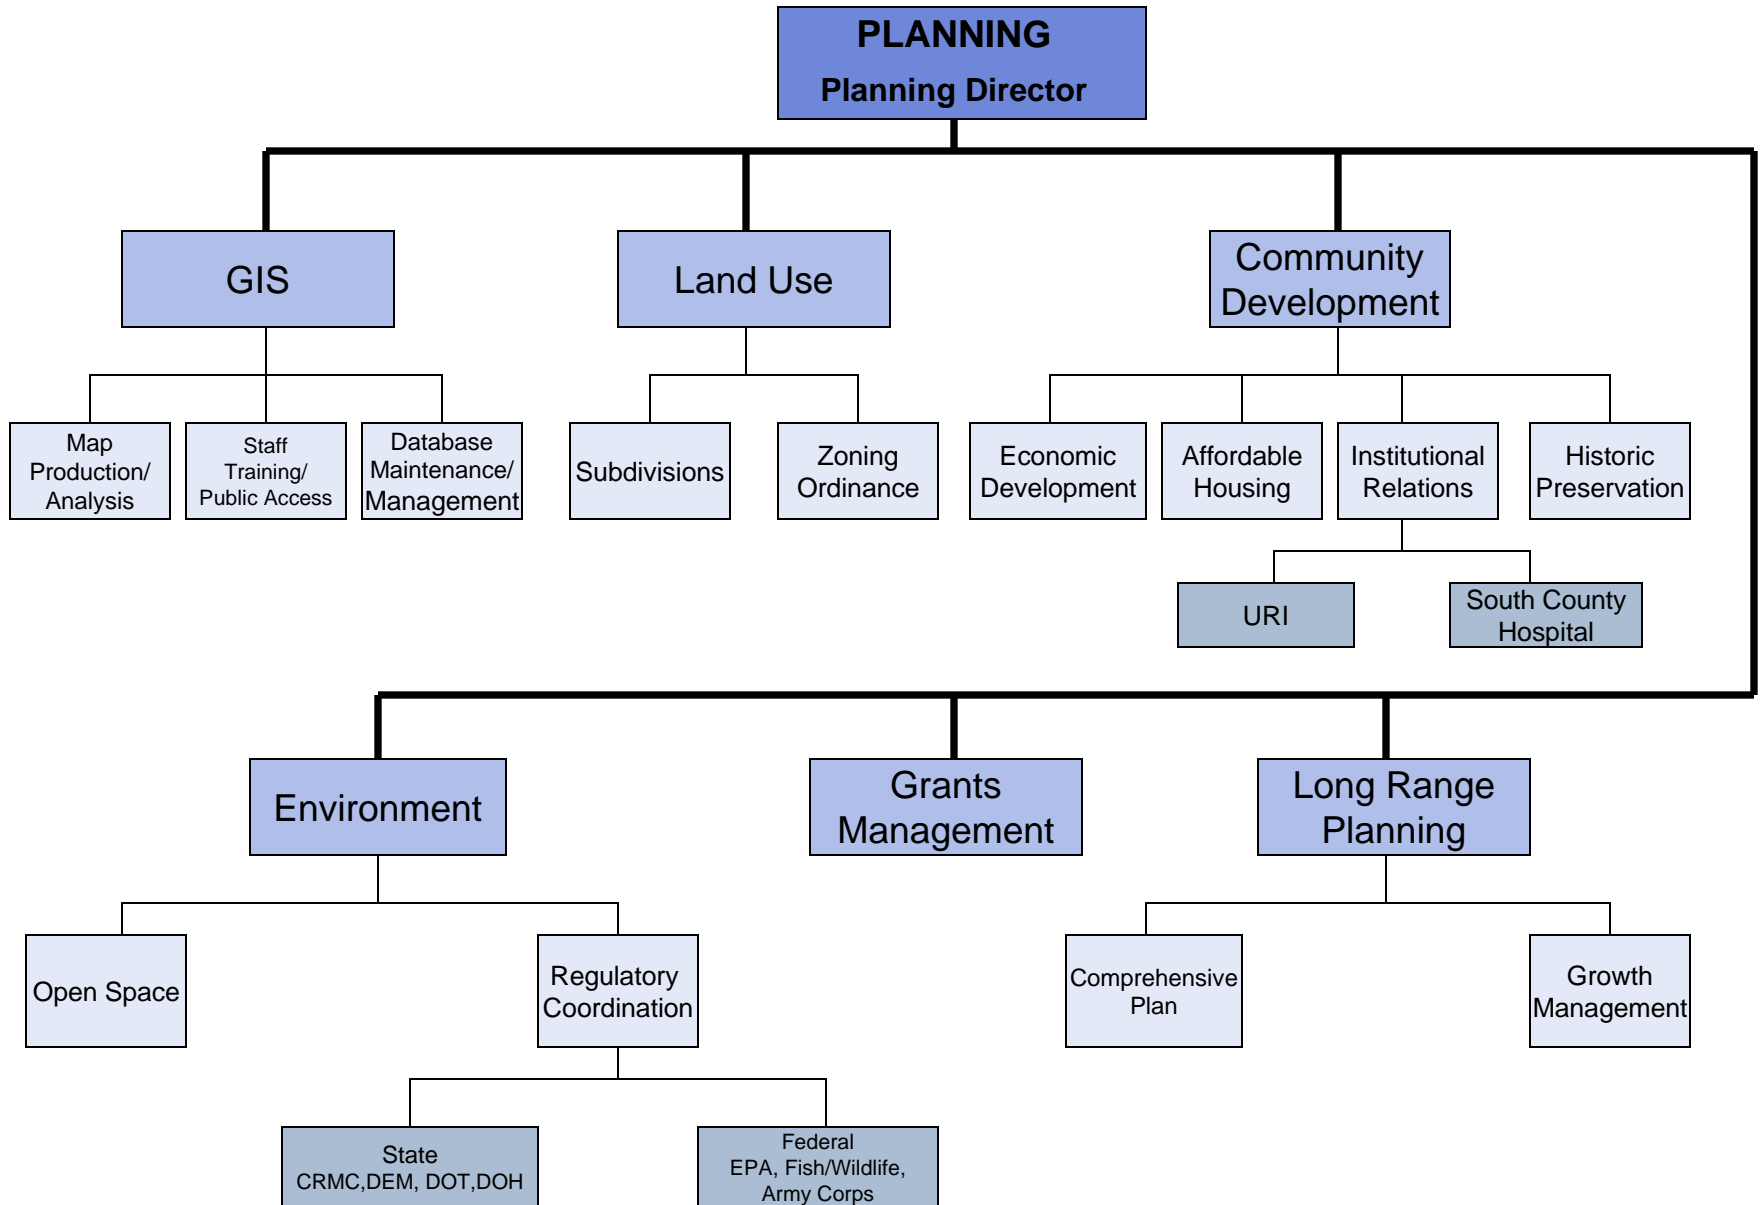 PLANNING
Planning Director
GIS
Land Use
Community
Development
Map
Production/
Analysis
Staff
Training/
Public Access
Database
Maintenance/
Management
Subdivisions
Zoning
Ordinance
Economic
Development
Affordable
Housing
Institutional
Relations
Historic
Preservation
URI
South County
Hospital
Environment
Grants
Management
Long Range
Planning
Open Space
Regulatory
Coordination
Comprehensive
Plan
Growth
Management
State
CRMC,DEM, DOT,DOH
Federal
EPA, Fish/Wildlife,
Army Corps